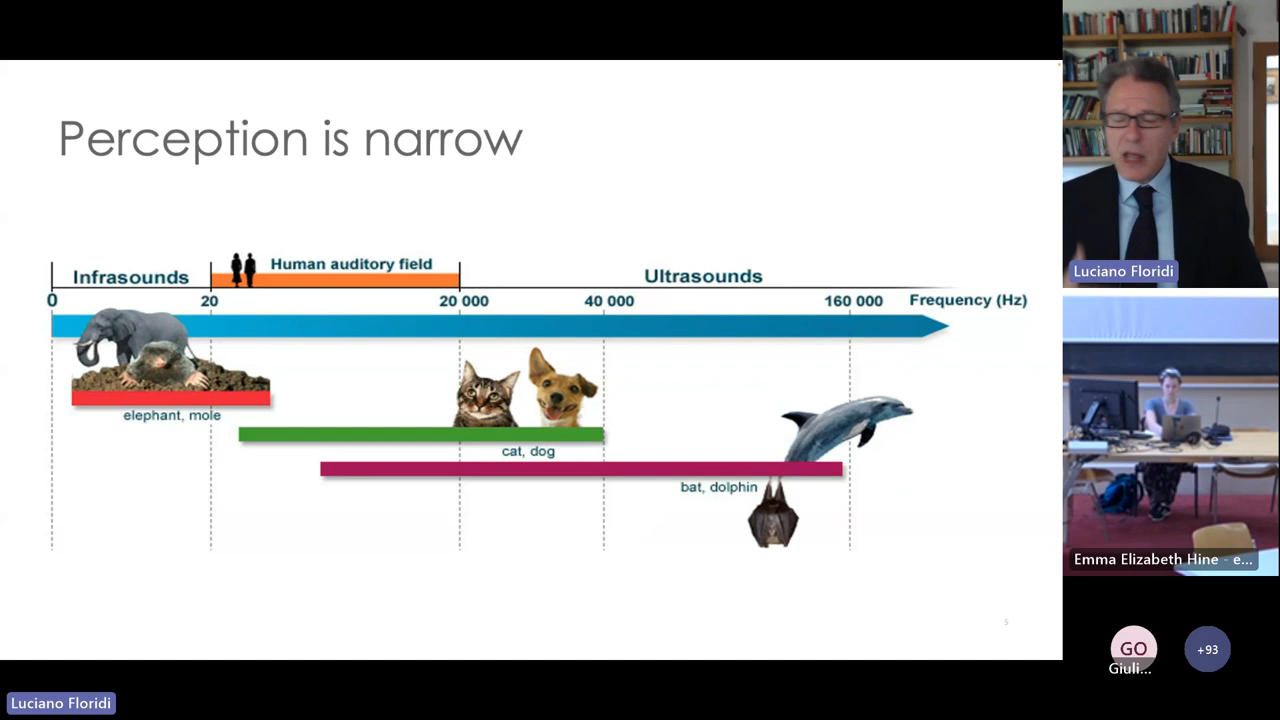 Perception is narrow
Infrasounds
Human auditory field
Ultrasounds
0
20
20 000
40 000
160 000
Frequency (Hz)
elephant, mole
cat, dog
bat, dolphin
5
Luciano Floridi
Emma Elizabeth Hine - e...
GO
Giuli...
+93
Luciano Floridi